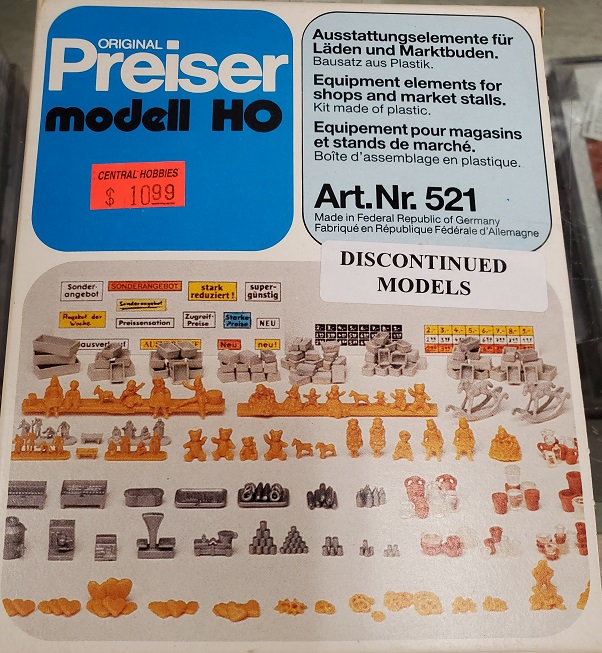 ORIGINAL
Preiser
modell HO
CENTRAL HOBBIES
$ 10.99
Ausstattungselemente für
Läden und Marktbuden.
Bausatz aus Plastik.
Equipment elements for
shops and market stalls.
Kit made of plastic.
Equipement pour magasins
et stands de marché.
Boîte d'assemblage en plastique.
Art.Nr. 521
Made in Federal Republic of Germany
Fabriqué en République Fédérale d'Allemagne
DISCONTINUED
MODELS
Sonder-
angebot
SONDERANGEBOT
stark
reduziert!
super-
günstig
Sonderangebot
Angebot der
Woche
Preissensation
Zugreif-
Preise
Starke
Preise
NEU
Neu
neu!